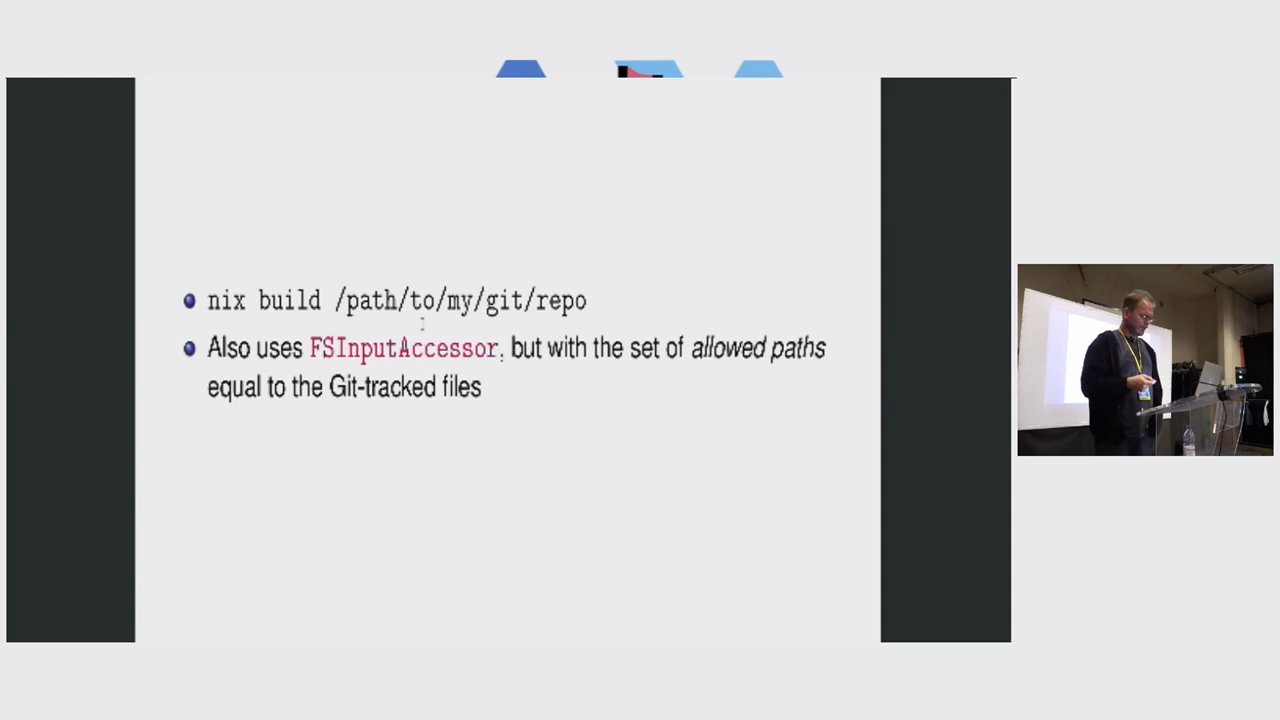 nix build /path/to/my/git/repo
Also uses FSInputAccessor, but with the set of allowed paths
equal to the Git-tracked files